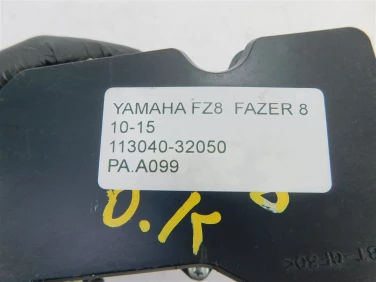 YAMAHA FZ8 FAZER 8
10-15
113040-32050
PA.A099
O.K